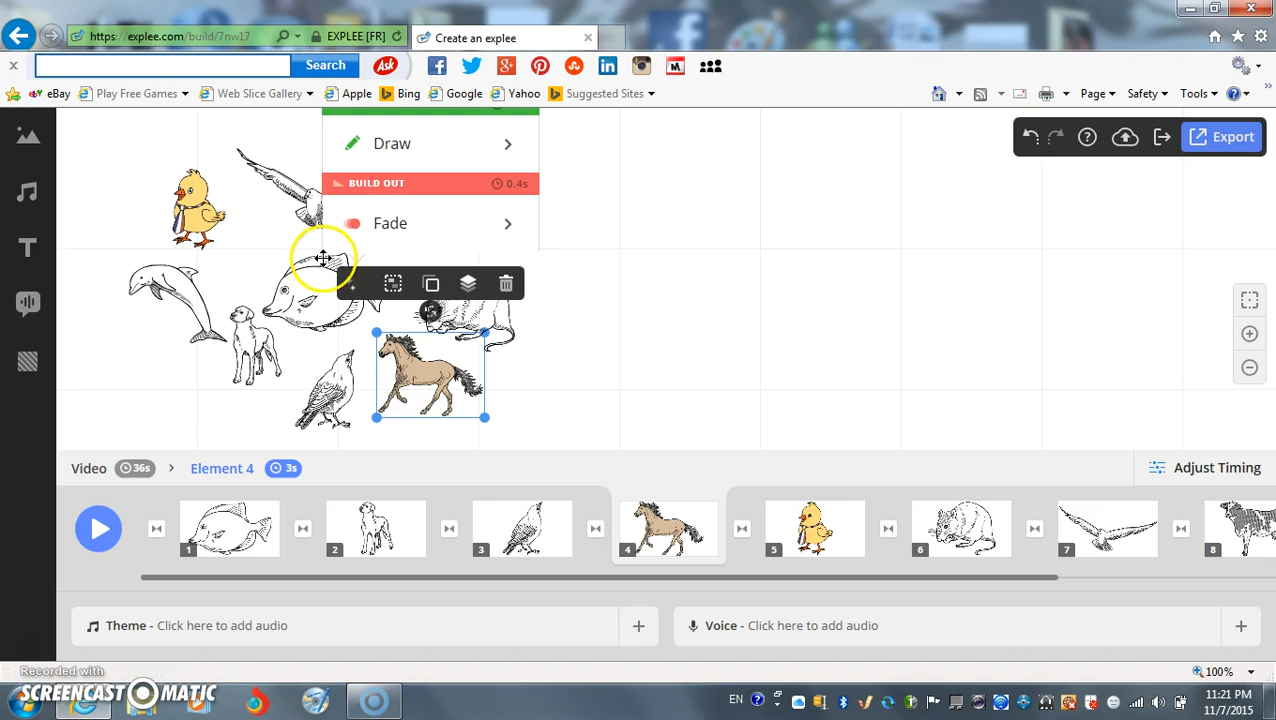 https://explee.com/build/7nw17
EXPLEE [FR]
Create an explee
Search
Ask
eBay
Play Free Games
Web Slice Gallery
Apple
Bing
Google
Yahoo
Suggested Sites
Page
Safety
Tools
Draw
BUILD OUT
0.4s
Fade
Export
Video
36s
Element 4
3s
Adjust Timing
1
2
3
4
5
6
7
8
Theme - Click here to add audio
Voice - Click here to add audio
Recorded with
SCREENCAST MATIC
100%
EN
11:21 PM
11/7/2015